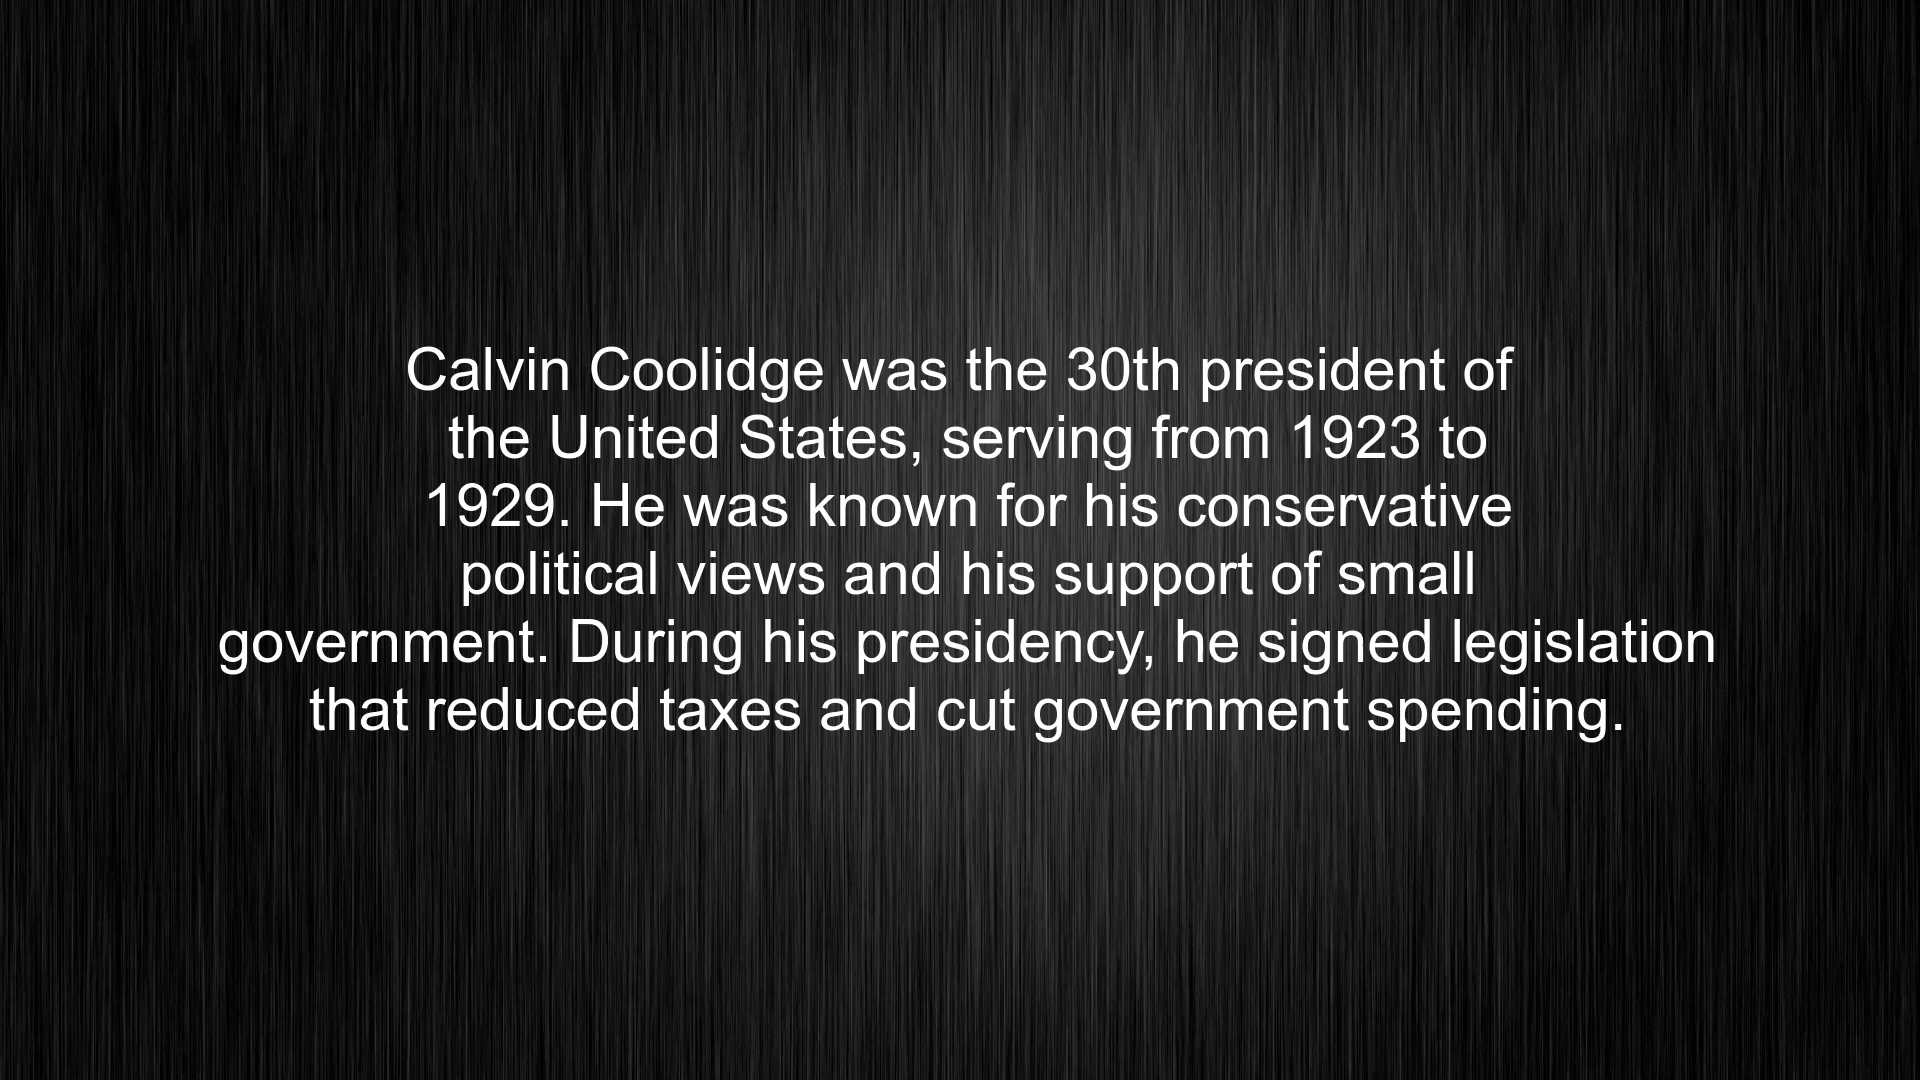 Calvin Coolidge was the 30th president of
the United States, serving from 1923 to
1929. He was known for his conservative
political views and his support of small
government. During his presidency, he signed legislation
that reduced taxes and cut government spending.